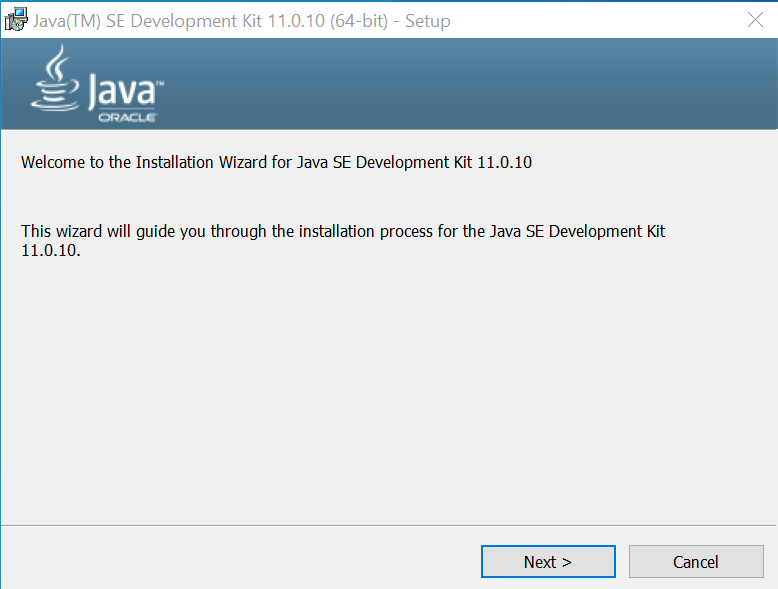 Java(TM) SE Development Kit 11.0.10 (64-bit) - Setup
Java™
ORACLE
Welcome to the Installation Wizard for Java SE Development Kit 11.0.10
This wizard will guide you through the installation process for the Java SE Development Kit
11.0.10.
Next >
Cancel